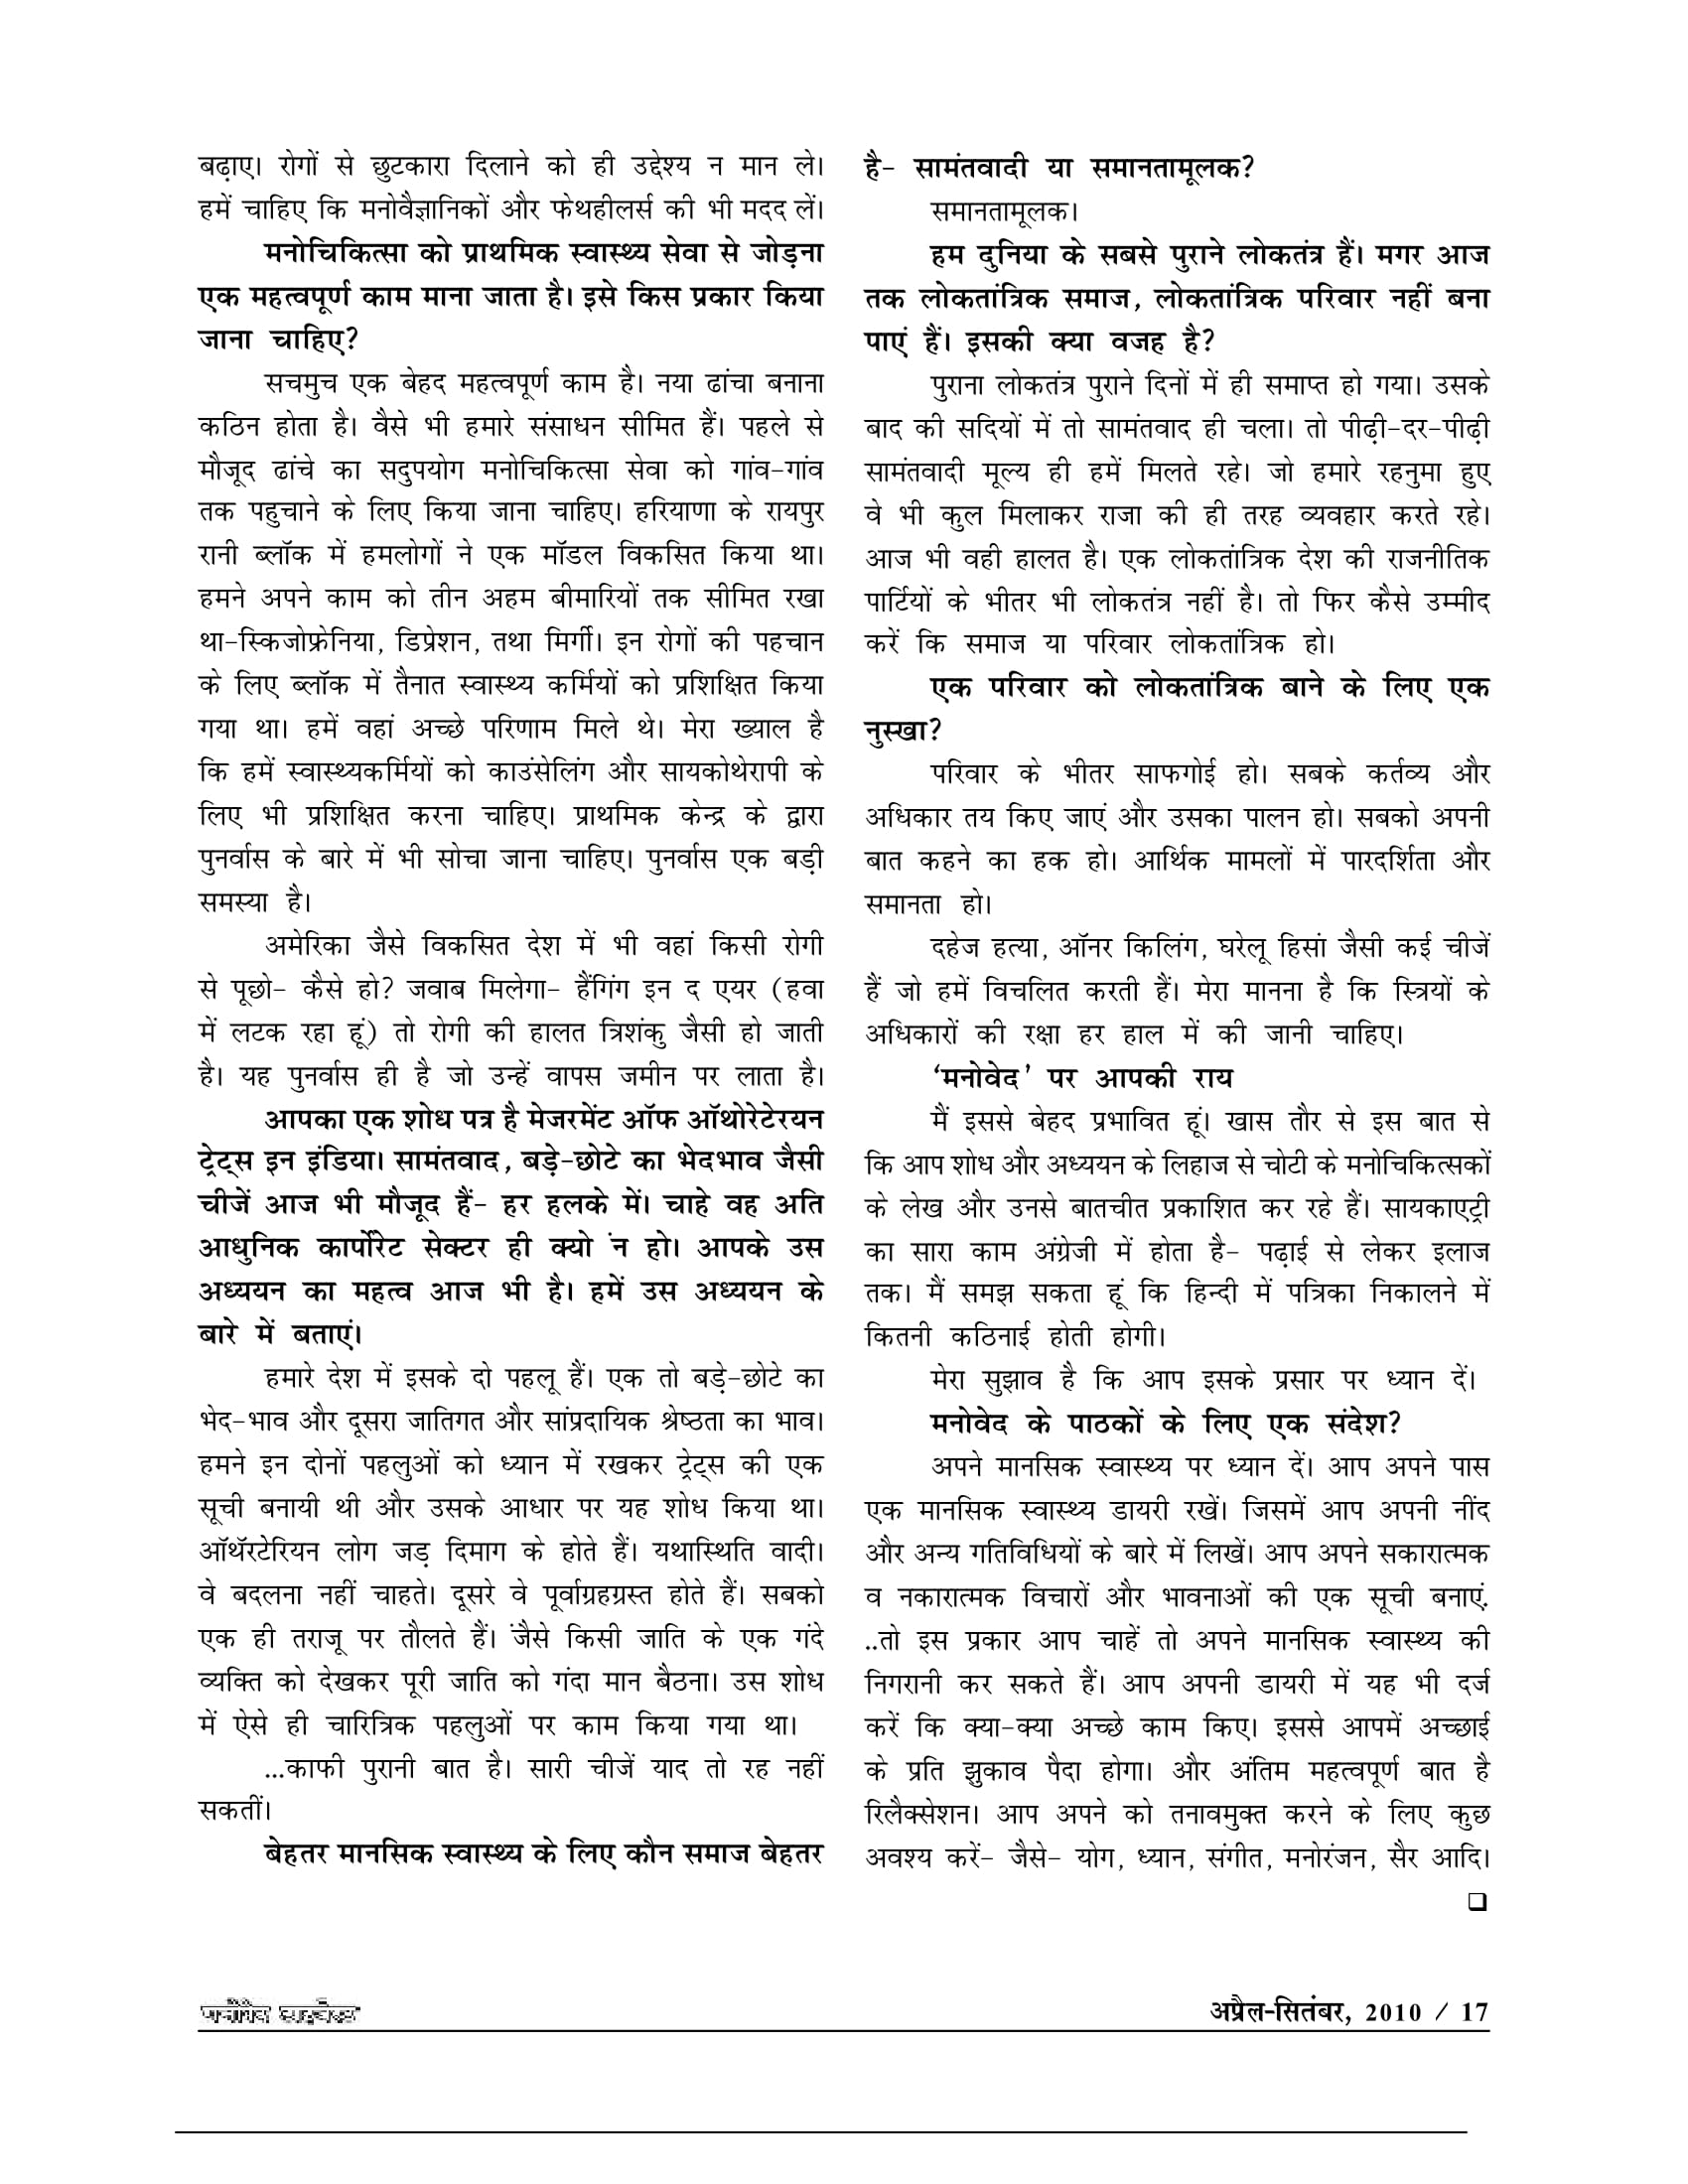 बढ़ाए। रोगों से छुटकारा दिलाने को ही उद्देश्य न मान ले।
हमें चाहिए कि मनोवैज्ञानिकों और फेथहीलर्स की भी मदद लें।
मनोचिकित्सा को प्राथमिक स्वास्थ्य सेवा से जोड़ना
एक महत्वपूर्ण काम माना जाता है। इसे किस प्रकार किया
जाना चाहिए?
सचमुच एक बेहद महत्वपूर्ण काम है। नया ढांचा बनाना
कठिन होता है। वैसे भी हमारे संसाधन सीमित हैं। पहले से
मौजूद ढांचे का सदुपयोग मनोचिकित्सा सेवा को गांव-गांव
तक पहुचाने के लिए किया जाना चाहिए। हरियाणा के रायपुर
रानी ब्लॉक में हमलोगों ने एक मॉडल विकसित किया था।
हमने अपने काम को तीन अहम बीमारियों तक सीमित रखा
था-स्किजोफ्रेनिया, डिप्रेशन, तथा मिर्गी। इन रोगों की पहचान
के लिए ब्लॉक में तैनात स्वास्थ्य कर्मियों को प्रशिक्षित किया
गया था। हमें वहां अच्छे परिणाम मिले थे। मेरा ख्याल है
कि हमें स्वास्थ्यकर्मियों को काउंसेलिंग और सायकोथेरापी के
लिए भी प्रशिक्षित करना चाहिए। प्राथमिक केन्द्र के द्वारा
पुनर्वास के बारे में भी सोचा जाना चाहिए। पुनर्वास एक बड़ी
समस्या है।
अमेरिका जैसे विकसित देश में भी वहां किसी रोगी
से पूछो- कैसे हो? जवाब मिलेगा- हैंगिंग इन द एयर (हवा
में लटक रहा हूं) तो रोगी की हालत त्रिशंकु जैसी हो जाती
है। यह पुनर्वास ही है जो उन्हें वापस जमीन पर लाता है।
आपका एक शोध पत्र है मेजरमेंट ऑफ ऑथोरेटेरयन
ट्रेट्स इन इंडिया। सामंतवाद, बड़े-छोटे का भेदभाव जैसी
चीजें आज भी मौजूद हैं- हर हलके में। चाहे वह अति
आधुनिक कार्पोरेट सेक्टर ही क्यो ंन हो। आपके उस
अध्ययन का महत्व आज भी है। हमें उस अध्ययन के
बारे में बताएं।
हमारे देश में इसके दो पहलू हैं। एक तो बड़े-छोटे का
भेद-भाव और दूसरा जातिगत और सांप्रदायिक श्रेष्ठता का भाव।
हमने इन दोनों पहलुओं को ध्यान में रखकर ट्रेट्स की एक
सूची बनायी थी और उसके आधार पर यह शोध किया था।
ऑथॅरटेरियन लोग जड़ दिमाग के होते हैं। यथास्थिति वादी।
वे बदलना नहीं चाहते। दूसरे वे पूर्वाग्रहग्रस्त होते हैं। सबको
एक ही तराजू पर तौलते हैं। जंैसे किसी जाति के एक गंदे
व्यक्ति को देखकर पूरी जाति को गंदा मान बैठना। उस शोध
में ऐसे ही चारित्रिक पहलुओं पर काम किया गया था।
...काफी पुरानी बात है। सारी चीजें याद तो रह नहीं
सकतीं।
बेहतर मानसिक स्वास्थ्य के लिए कौन समाज बेहतर
है- सामंतवादी या समानतामूलक?
समानतामूलक।
हम दुनिया के सबसे पुराने लोकतंत्र हैं। मगर आज
तक लोकतांत्रिक समाज, लोकतांत्रिक परिवार नहीं बना
पाएं हैं। इसकी क्या वजह है?
पुराना लोकतंत्र पुराने दिनों में ही समाप्त हो गया। उसके
बाद की सदियों में तो सामंतवाद ही चला। तो पीढ़ी-दर-पीढ़ी
सामंतवादी मूल्य ही हमें मिलते रहे। जो हमारे रहनुमा हुए
वे भी कुल मिलाकर राजा की ही तरह व्यवहार करते रहे।
आज भी वही हालत है। एक लोकतांत्रिक देश की राजनीतिक
पार्टियों के भीतर भी लोकतंत्र नहीं है। तो फिर कैसे उम्मीद
करें कि समाज या परिवार लोकतांत्रिक हो।
एक परिवार को लोकतांत्रिक बाने के लिए एक
नुस्खा?
परिवार के भीतर साफगोई हो। सबके कर्तव्य और
अधिकार तय किए जाएं और उसका पालन हो। सबको अपनी
बात कहने का हक हो। आर्थिक मामलों में पारदर्शिता और
समानता हो।
दहेज हत्या, ऑनर किलिंग, घरेलू हिसां जैसी कई चीजें
हैं जो हमें विचलित करती हैं। मेरा मानना है कि स्त्रियों के
अधिकारों की रक्षा हर हाल में की जानी चाहिए।
‘मनोवेद’ पर आपकी राय
मैं इससे बेहद प्रभावित हूं। खास तौर से इस बात से
कि आप शोध और अध्ययन के लिहाज से चोटी के मनोचिकित्सकों
के लेख और उनसे बातचीत प्रकाशित कर रहे हैं। सायकाएट्री
का सारा काम अंग्रेजी में होता है- पढ़ाई से लेकर इलाज
तक। मैं समझ सकता हूं कि हिन्दी में पत्रिका निकालने में
कितनी कठिनाई होती होगी।
मेरा सुझाव है कि आप इसके प्रसार पर ध्यान दें।
मनोवेद के पाठकों के लिए एक संदेश?
अपने मानसिक स्वास्थ्य पर ध्यान दें। आप अपने पास
एक मानसिक स्वास्थ्य डायरी रखें। जिसमें आप अपनी नींद
और अन्य गतिविधियों के बारे में लिखें। आप अपने सकारात्मक
व नकारात्मक विचारों और भावनाओं की एक सूची बनाएं.
..तो इस प्रकार आप चाहें तो अपने मानसिक स्वास्थ्य की
निगरानी कर सकते हैं। आप अपनी डायरी में यह भी दर्ज
करें कि क्या-क्या अच्छे काम किए। इससे आपमें अच्छाई
के प्रति झुकाव पैदा होगा। और अंतिम महत्वपूर्ण बात है
रिलैक्सेशन। आप अपने को तनावमुक्त करने के लिए कुछ
अवश्य करें- जैसे- योग, ध्यान, संगीत, मनोरंजन, सैर आदि।
अप्रैल-सितंबर, 2010 / 17